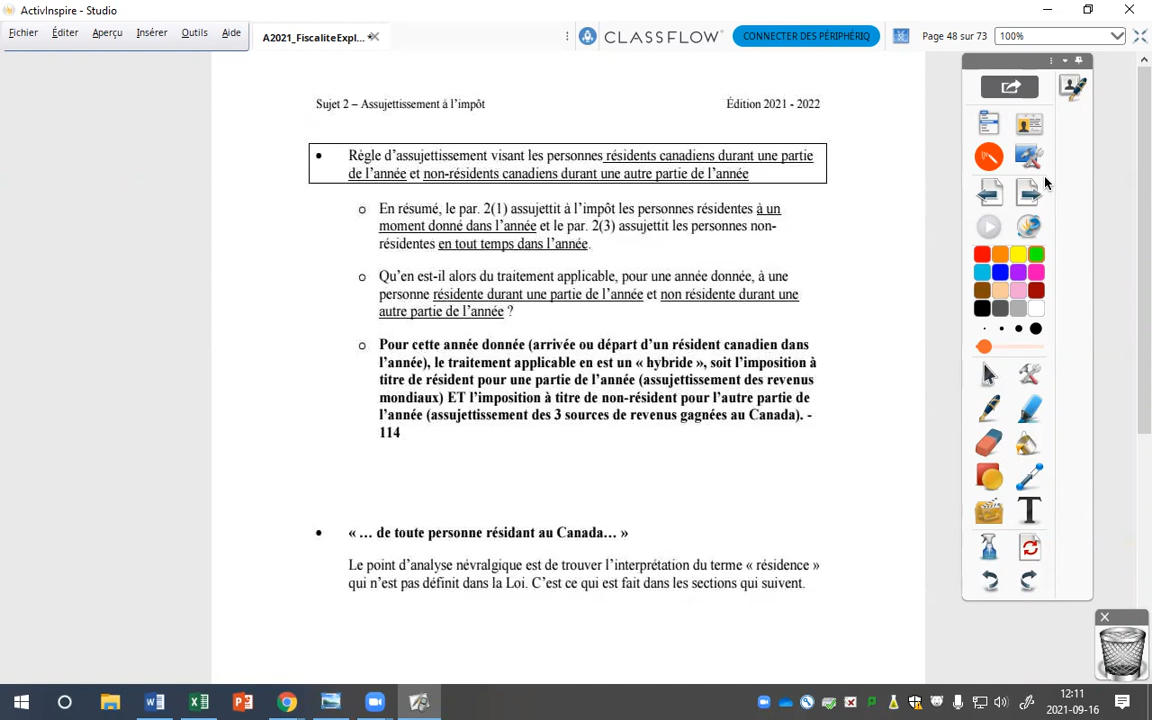 ActivInspire - Studio
Fichier Éditer Aperçu Insérer Outils Aide
A2021_FiscaliteExpl...
CLASSFLOW
CONNECTER DES PÉRIPHÉRIQ
Page 48 sur 73
100%
Sujet 2 – Assujettissement à l’impôt Édition 2021 - 2022
• Règle d’assujettissement visant les personnes résidents canadiens durant une partie
de l’année et non-résidents canadiens durant une autre partie de l’année
o En résumé, le par. 2(1) assujettit à l’impôt les personnes résidentes à un
moment donné dans l’année et le par. 2(3) assujettit les personnes non-
résidentes en tout temps dans l’année.
o Qu’en est-il alors du traitement applicable, pour une année donnée, à une
personne résidente durant une partie de l’année et non résidente durant une
autre partie de l’année ?
o Pour cette année donnée (arrivée ou départ d’un résident canadien dans
l’année), le traitement applicable en est un « hybride », soit l’imposition à
titre de résident pour une partie de l’année (assujettissement des revenus
mondiaux) ET l’imposition à titre de non-résident pour l’autre partie de
l’année (assujettissement des 3 sources de revenus gagnées au Canada). -
114
• « … de toute personne résidant au Canada… »
Le point d’analyse névralgique est de trouver l’interprétation du terme « résidence »
qui n’est pas définit dans la Loi. C’est ce qui est fait dans les sections qui suivent.
12:11
2021-09-16